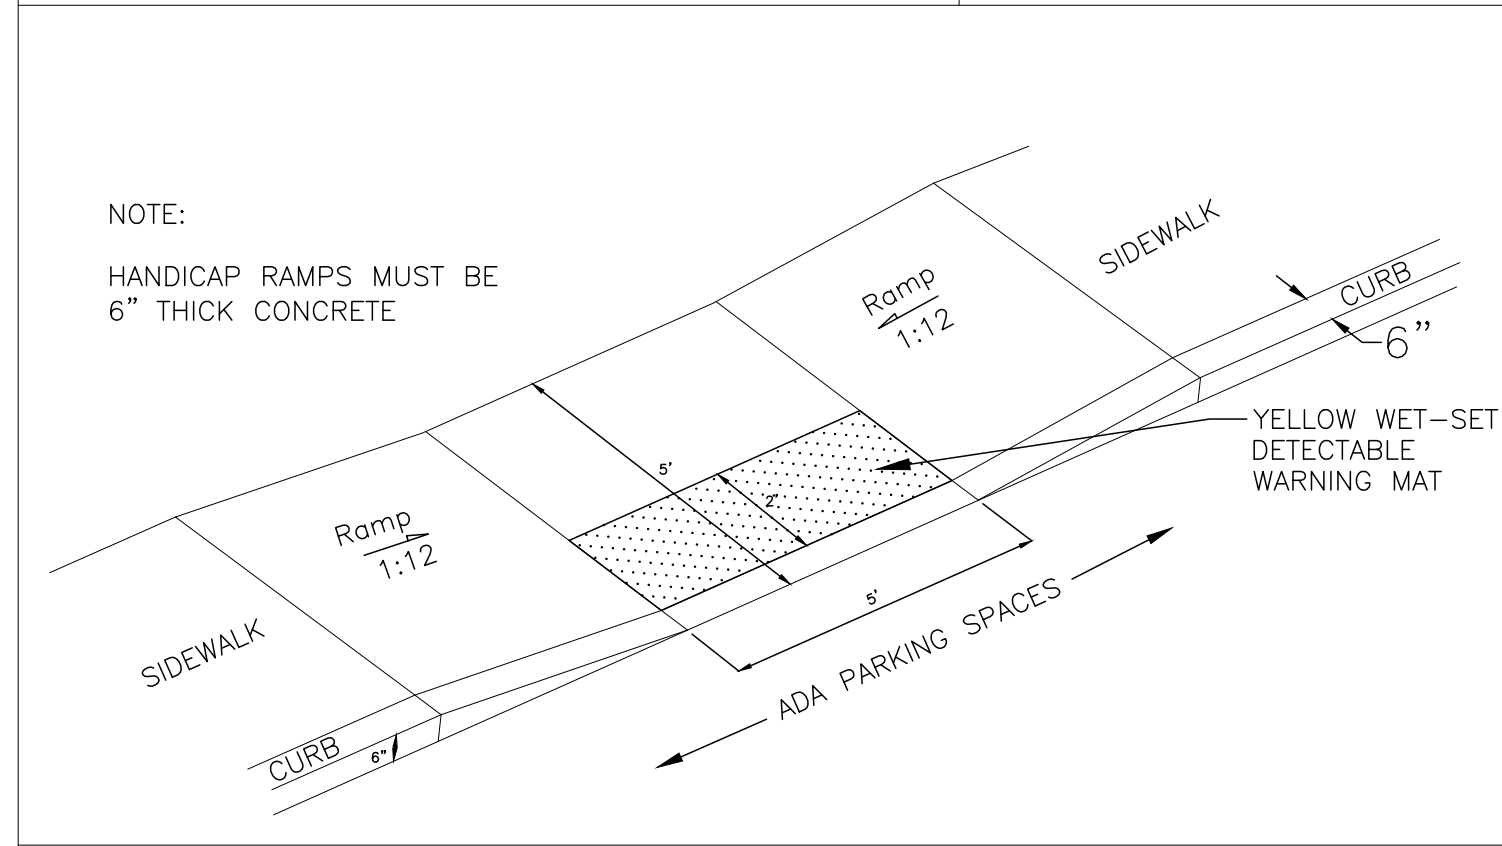 NOTE:
HANDICAP RAMPS MUST BE
6” THICK CONCRETE
SIDEWALK
CURB
6”
Ramp
1:12
YELLOW WET-SET
DETECTABLE
WARNING MAT
5'
2"
5'
Ramp
1:12
ADA PARKING SPACES
SIDEWALK
CURB
6"